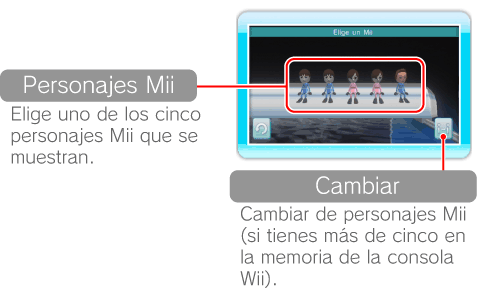 Elige un Mii
Personajes Mii
Elige uno de los cinco
personajes Mii que se
muestran.
Cambiar
Cambiar de personajes Mii
(si tienes más de cinco en
la memoria de la consola
Wii).